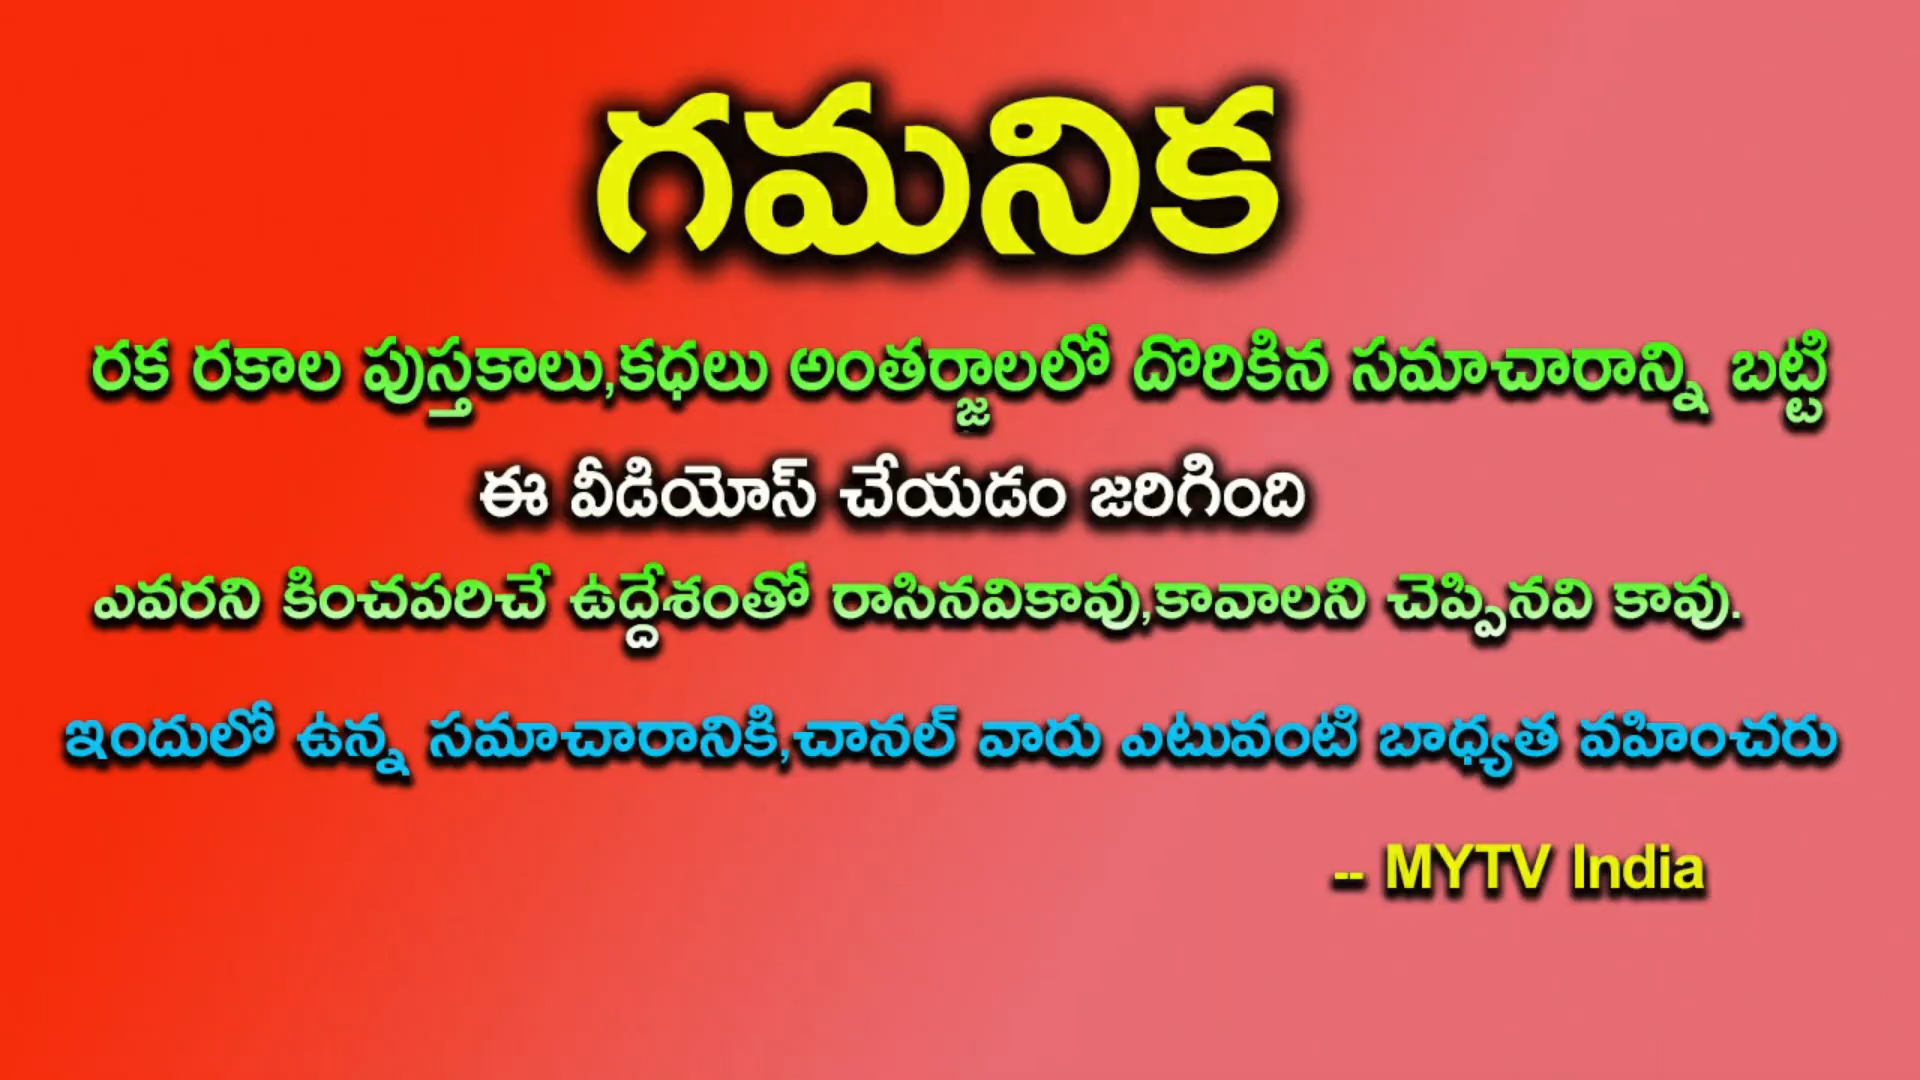 గమనిక
రక రకాల పుస్తకాలు,కధలు అంతర్జాలలో దొరికిన సమాచారాన్ని బట్టి
ఈ వీడియోస్ చేయడం జరిగింది
ఎవరని కించపరిచే ఉద్దేశంతో రాసినవికావు,కావాలని చెప్పినవి కావు.
ఇందులో ఉన్న సమాచారానికి,చానల్ వారు ఎటువంటి బాధ్యత వహించరు
-- MYTV India